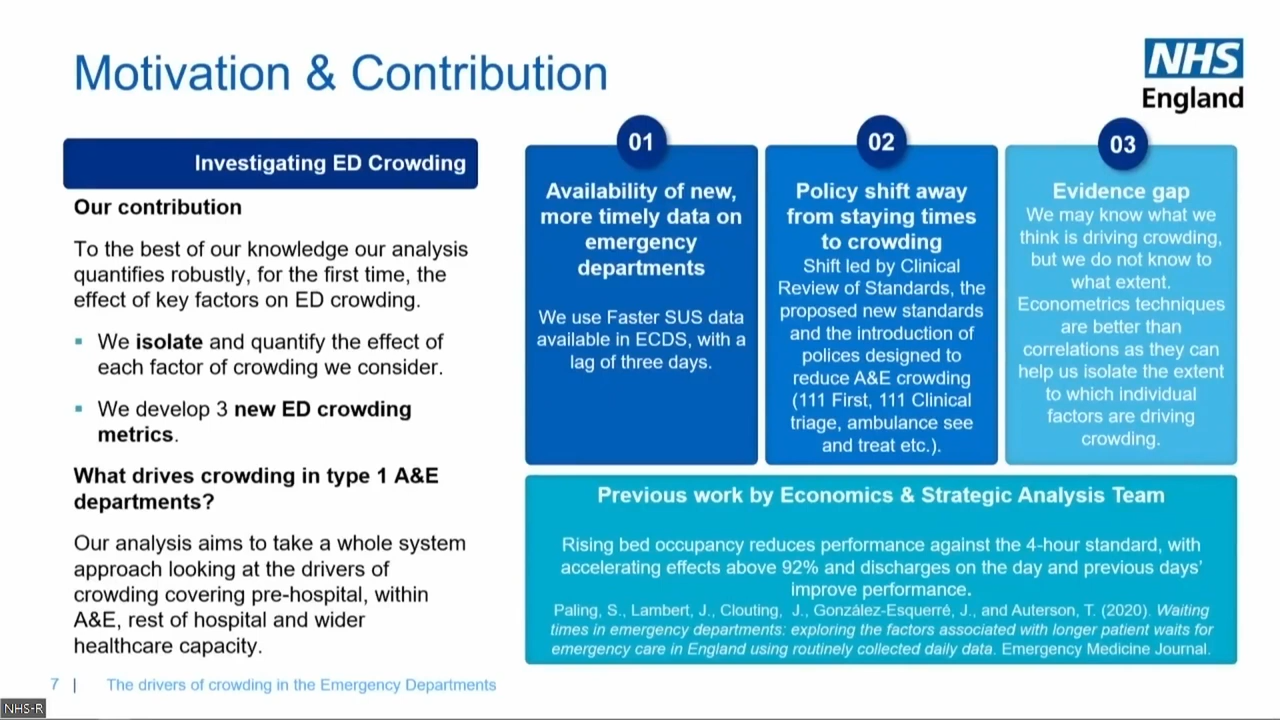 Motivation & Contribution
NHS
England
Investigating ED Crowding
Our contribution
To the best of our knowledge our analysis
quantifies robustly, for the first time, the
effect of key factors on ED crowding.
We isolate and quantify the effect of
each factor of crowding we consider.
We develop 3 new ED crowding
metrics.
What drives crowding in type 1 A&E
departments?
Our analysis aims to take a whole system
approach looking at the drivers of
crowding covering pre-hospital, within
A&E, rest of hospital and wider
healthcare capacity.
01
Availability of new,
more timely data on
emergency
departments
We use Faster SUS data
available in ECDS, with a
lag of three days.
02
Policy shift away
from staying times
to crowding
Shift led by Clinical
Review of Standards, the
proposed new standards
and the introduction of
polices designed to
reduce A&E crowding
(111 First, 111 Clinical
triage, ambulance see
and treat etc.).
03
Evidence gap
We may know what we
think is driving crowding,
but we do not know to
what extent.
Econometrics techniques
are better than
correlations as they can
help us isolate the extent
to which individual
factors are driving
crowding.
Previous work by Economics & Strategic Analysis Team
Rising bed occupancy reduces performance against the 4-hour standard, with
accelerating effects above 92% and discharges on the day and previous days'
improve performance.
Paling, S., Lambert, J., Clouting, J., González-Esquerré, J., and Auterson, T. (2020). Waiting
times in emergency departments: exploring the factors associated with longer patient waits for
emergency care in England using routinely collected daily data. Emergency Medicine Journal.
7 | The drivers of crowding in the Emergency Departments
NHS-R